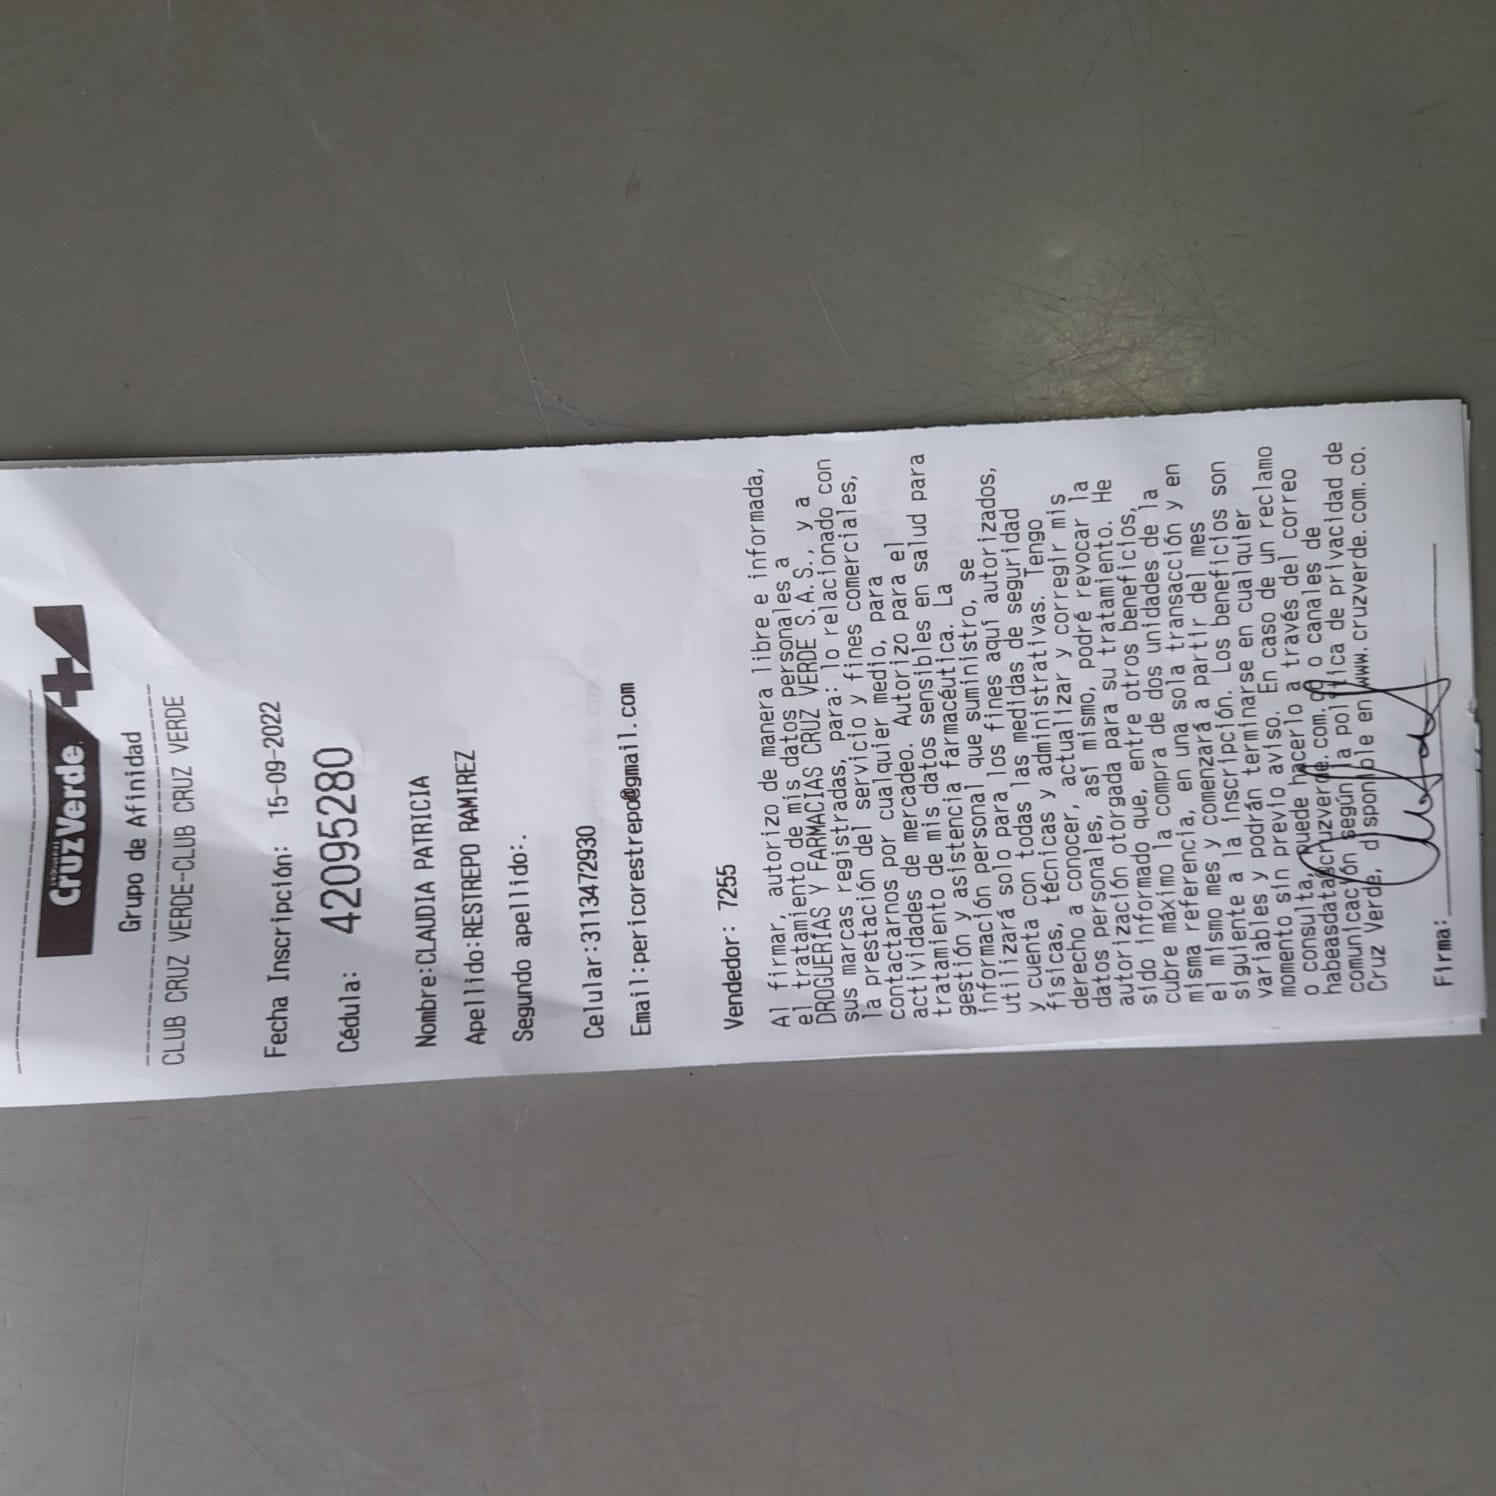 CruzVerde
Grupo de Afinidad
CLUB CRUZ VERDE-CLUB CRUZ VERDE
Fecha Inscripción: 15-09-2022
Cédula: 42095280
Nombre:CLAUDIA PATRICIA
Apellido:RESTREPO RAMIREZ
Segundo apellido:.
Celular:3113472930
Email:pericorestrepo@gmail.com
Vendedor: 7255
Al firmar, autorizo de manera libre e informada,
el tratamiento de mis datos personales a
DROGUERÍAS Y FARMACIAS CRUZ VERDE S.A.S., y a
sus marcas registradas, para: lo relacionado con
la prestación del servicio y fines comerciales,
contactarnos por cualquier medio, para
actividades de mercadeo. Autorizo para el
tratamiento de mis datos sensibles en salud para
gestión y asistencia farmacéutica. La
información personal que suministro, se
utilizará solo para los fines aquí autorizados,
y cuenta con todas las medidas de seguridad
físicas, técnicas y administrativas. Tengo
derecho a conocer, actualizar y corregir mis
datos personales, así mismo, podré revocar la
autorización otorgada para su tratamiento. He
sido informado que, entre otros beneficios,
cubre máximo la compra de dos unidades de la
misma referencia, en una sola transacción y en
el mismo mes y comenzará a partir del mes
siguiente a la inscripción. Los beneficios son
variables y podrán terminarse en cualquier
momento sin previo aviso. En caso de un reclamo
o consulta, puede hacerlo a través del correo
habeasdata@cruzverde.com.co o canales de
comunicación según la política de privacidad de
Cruz Verde, disponible en www.cruzverde.com.co.
Firma: